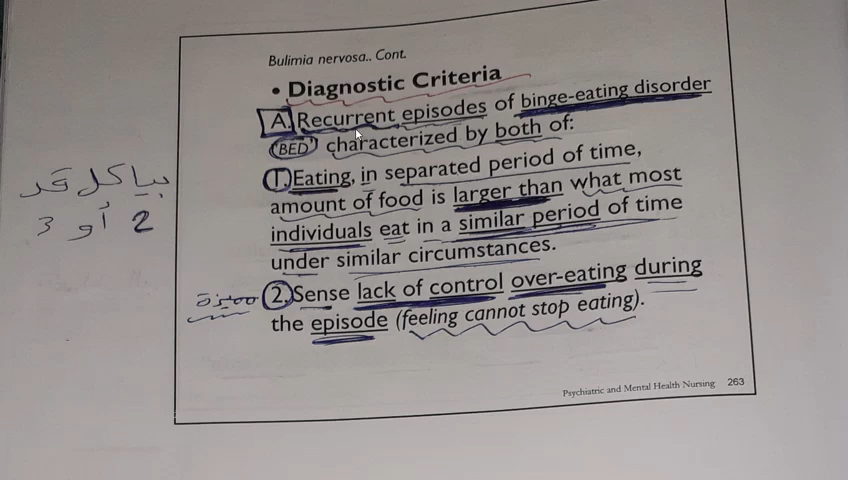 Bulimia nervosa.. Cont.
• Diagnostic Criteria
A. Recurrent episodes of binge-eating disorder
(BED) characterized by both of:
1. Eating, in separated period of time,
amount of food is larger than what most
individuals eat in a similar period of time
under similar circumstances.
2. Sense lack of control over-eating during
the episode (feeling cannot stop eating).
Psychiatric and Mental Health Nursing 263
بياكل قد
2 أو 3
مميزة